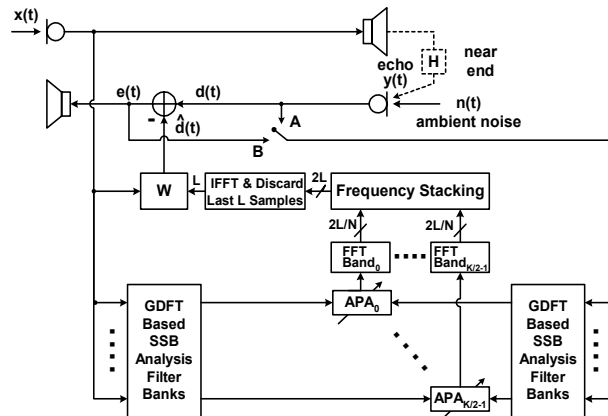 x(t)
near
end
H
echo
y(t)
e(t)
d(t)
n(t)
ambient noise
-
d̂(t)
A
B
W
L
IFFT & Discard
Last L Samples
2L
Frequency Stacking
2L/N
2L/N
FFT
Band0
FFT
BandK/2-1
GDFT
Based
SSB
Analysis
Filter
Banks
APA0
APAK/2-1
GDFT
Based
SSB
Analysis
Filter
Banks